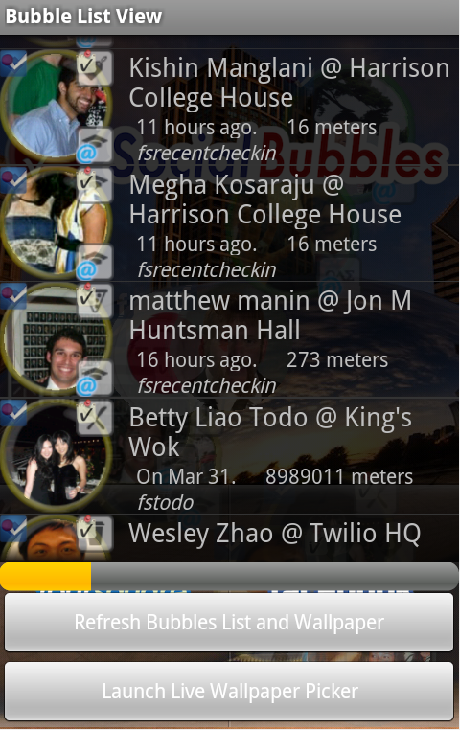 Bubble List View
Kishin Manglani @ Harrison
College House
11 hours ago. 16 meters
fsrecentcheckin
Social Bubbles
Megha Kosaraju @
Harrison College House
11 hours ago. 16 meters
fsrecentcheckin
matthew manin @ Jon M
Huntsman Hall
16 hours ago. 273 meters
fsrecentcheckin
Betty Liao Todo @ King's
Wok
On Mar 31. 8989011 meters
fstodo
Wesley Zhao @ Twilio HQ
Refresh Bubbles List and Wallpaper
Launch Live Wallpaper Picker